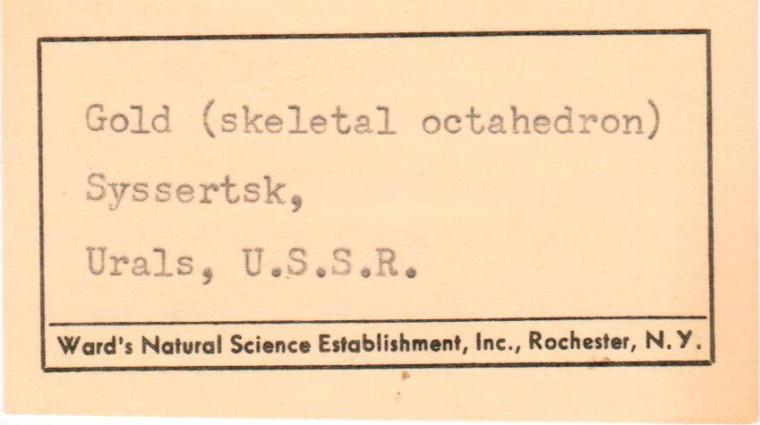 Gold (skeletal octahedron)
Syssertsk,
Urals, U.S.S.R.
Ward's Natural Science Establishment, Inc., Rochester, N.Y.